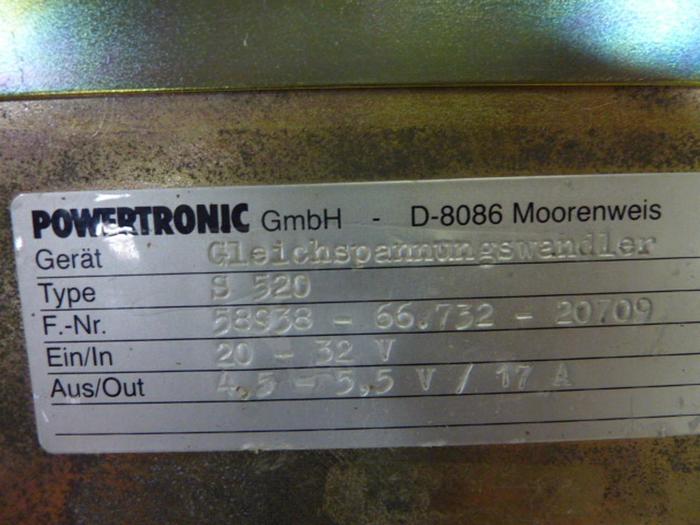 POWERTRONIC GmbH - D-8086 Moorenweis
Gerät Gleichspannungswandler
Type S 520
F.-Nr. 58938 - 66.732 - 20709
Ein/In 20 - 32 V
Aus/Out 4,5 - 5,5 V / 17 A